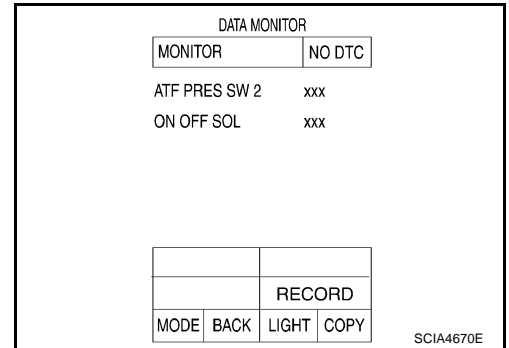 DATA MONITOR
MONITOR NO DTC
ATF PRES SW 2 xxx
ON OFF SOL xxx
RECORD
MODE BACK LIGHT COPY
SCIA4670E